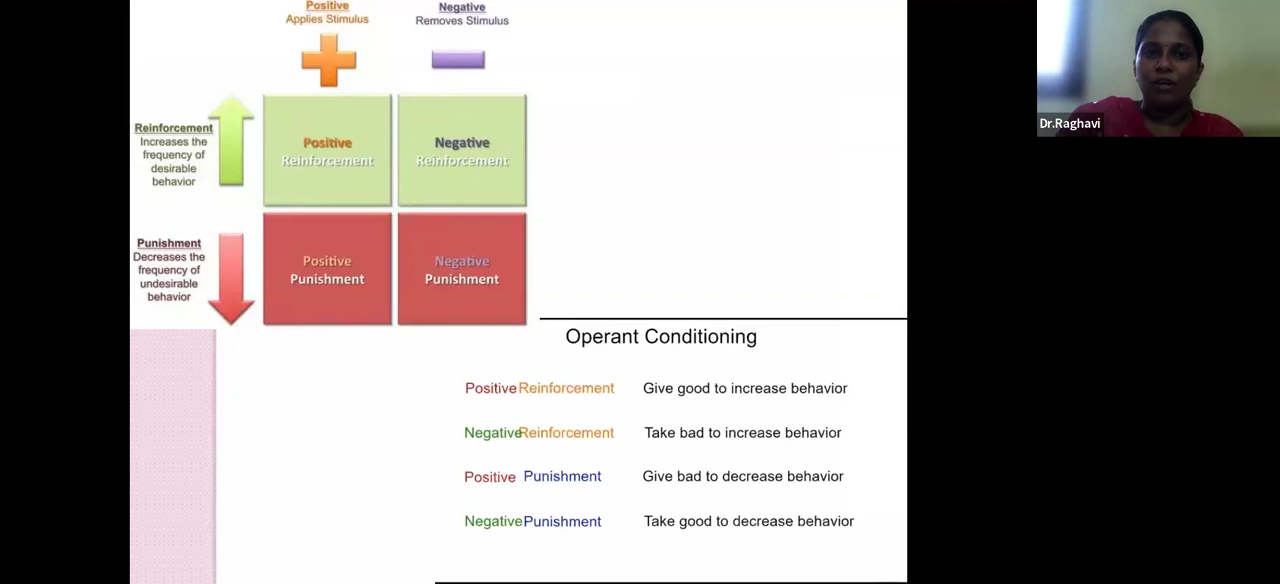 Positive
Applies Stimulus
Negative
Removes Stimulus
Reinforcement
Increases the
frequency of
desirable
behavior
Positive
Reinforcement
Negative
Reinforcement
Punishment
Decreases the
frequency of
undesirable
behavior
Positive
Punishment
Negative
Punishment
Operant Conditioning
Positive Reinforcement Give good to increase behavior
Negative Reinforcement Take bad to increase behavior
Positive Punishment Give bad to decrease behavior
Negative Punishment Take good to decrease behavior
Dr.Raghavi